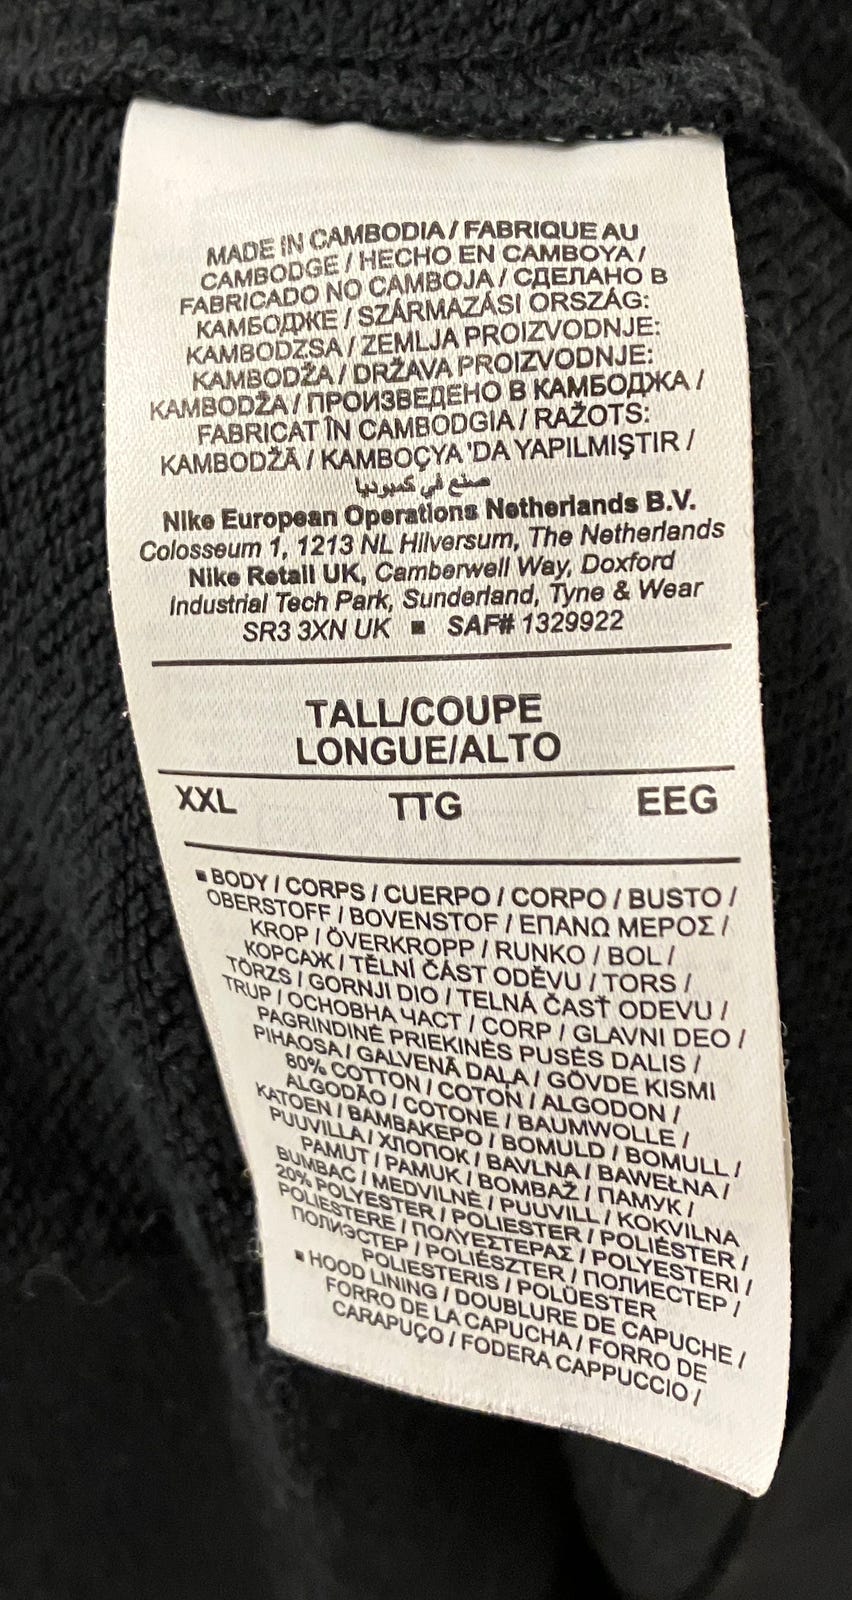 MADE IN CAMBODIA / FABRIQUE AU
CAMBODGE / HECHO EN CAMBOYA /
FABRICADO NO CAMBOJA / СДЕЛАНО В
КАМБОДЖЕ / SZÁRMAZÁSI ORSZÁG:
KAMBODZSA / ZEMLJA PROIZVODNJE:
KAMBODŽA / DRŽAVA PROIZVODNJE:
KAMBODŽA / ПРОИЗВЕДЕНО В КАМБОДЖА /
FABRICAT ÎN CAMBODGIA / RAŽOTS:
KAMBODŽĀ / KAMBOÇYA 'DA YAPILMIŞTIR /
صنع في كمبوديا
Nike European Operations Netherlands B.V.
Colosseum 1, 1213 NL Hilversum, The Netherlands
Nike Retail UK, Camberwell Way, Doxford
Industrial Tech Park, Sunderland, Tyne & Wear
SR3 3XN UK ■ SAF# 1329922
TALL/COUPE
LONGUE/ALTO
XXL TTG EEG
■ BODY / CORPS / CUERPO / CORPO / BUSTO /
OBERSTOFF / BOVENSTOF / ΕΠΑΝΩ ΜΕΡΟΣ /
KROP / ÖVERKROPP / RUNKO / BOL /
КОРСАЖ / TĚLNÍ ČÁST ODĚVU / TORS /
TÖRZS / GORNJI DIO / TELNÁ ČASŤ ODEVU /
TRUP / ОСНОВНА ЧАСТ / CORP / GLAVNI DEO /
PAGRINDINĖ PRIEKINĖS PUSĖS DALIS /
PIHAOSA / GALVENĀ DAĻA / GÖVDE KISMI
80% COTTON / COTON / ALGODON /
ALGODÃO / COTONE / BAUMWOLLE /
KATOEN / ΒΑΜΒΑΚΕΡΟ / BOMULD / BOMULL /
PUUVILLA / ХЛОПОК / BAVLNA / BAWEŁNA /
PAMUT / PAMUK / BOMBAŽ / ПАМУК /
BUMBAC / MEDVILNĖ / PUUVILL / KOKVILNA
20% POLYESTER / POLIESTER / POLIÉSTER /
POLIESTERE / ΠΟΛΥΕΣΤΕΡΑΣ / POLYESTERI /
ПОЛИЭСТЕР / POLIÉSZTER / ПОЛИЕСТЕР /
POLIESTERIS / POLÜESTER
■ HOOD LINING / DOUBLURE DE CAPUCHE /
FORRO DE LA CAPUCHA / FORRO DE
CARAPUÇO / FODERA CAPPUCCIO /